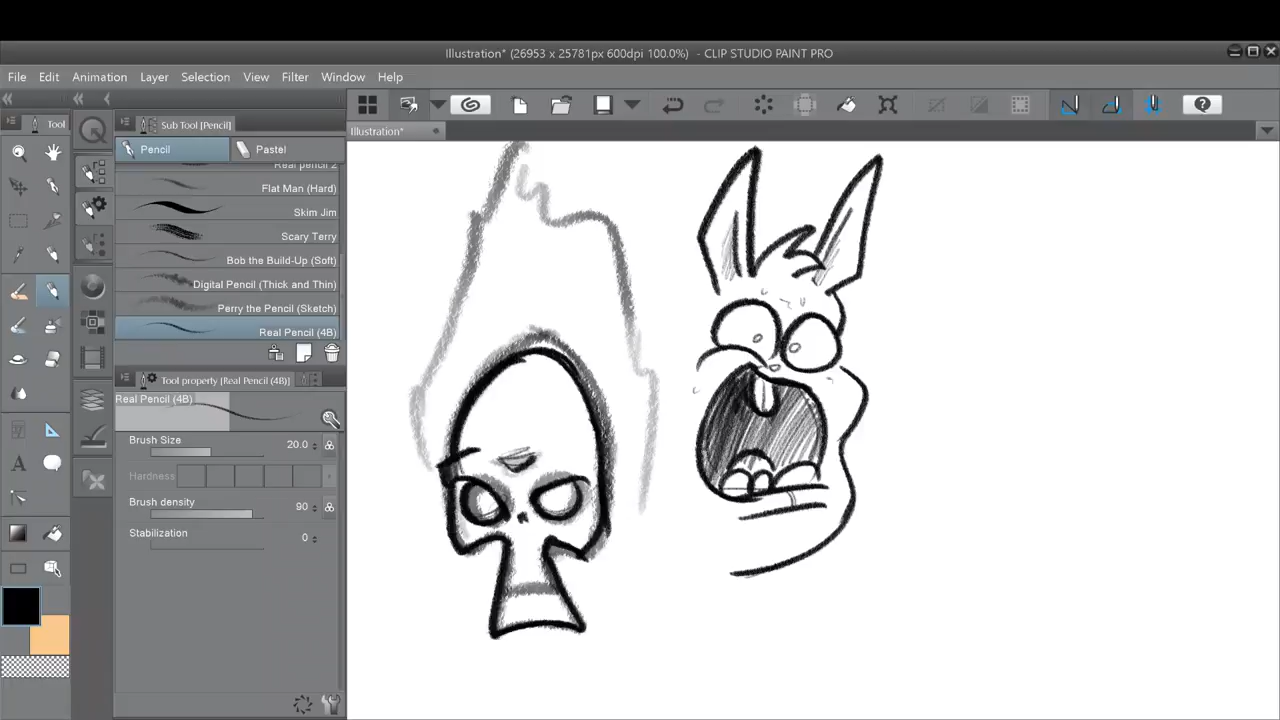 Illustration* (26953 x 25781px 600dpi 100.0%) - CLIP STUDIO PAINT PRO
File Edit Animation Layer Selection View Filter Window Help
Tool
Sub Tool [Pencil]
Illustration*
Pencil Pastel
Real pencil 2
Flat Man (Hard)
Skim Jim
Scary Terry
Bob the Build-Up (Soft)
Digital Pencil (Thick and Thin)
Perry the Pencil (Sketch)
Real Pencil (4B)
Tool property [Real Pencil (4B)]
Real Pencil (4B)
Brush Size 20.0
Hardness
Brush density 90
Stabilization 0